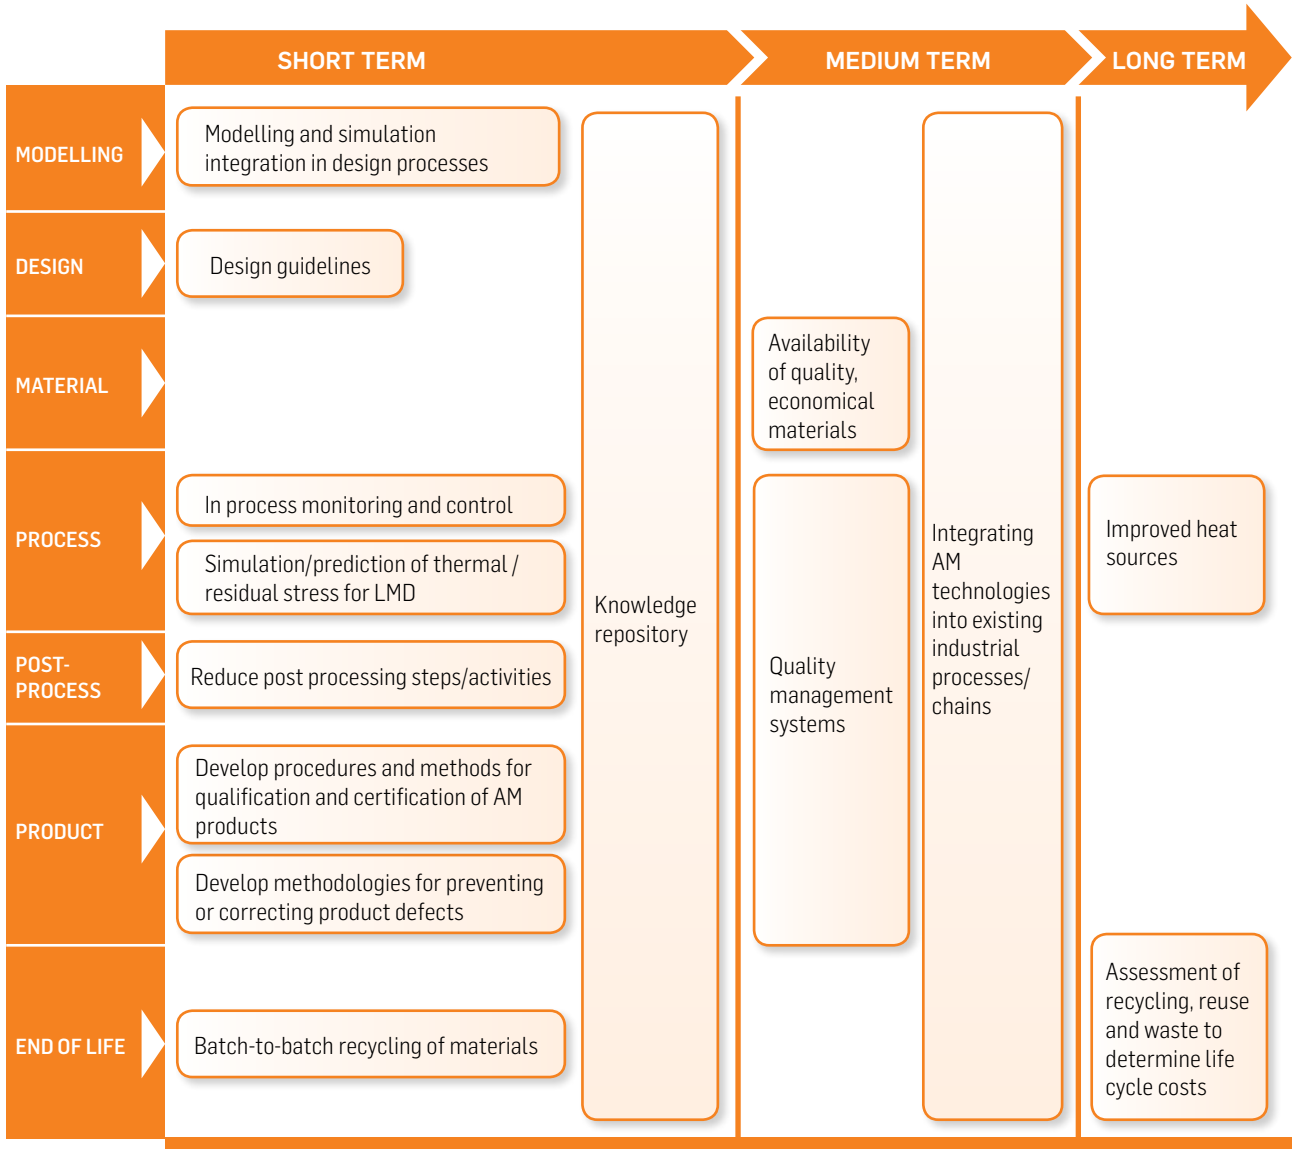 SHORT TERM
MEDIUM TERM
LONG TERM
MODELLING
Modelling and simulation
integration in design processes
DESIGN
Design guidelines
MATERIAL
Availability
of quality,
economical
materials
PROCESS
In process monitoring and control
Simulation/prediction of thermal /
residual stress for LMD
Knowledge
repository
Quality
management
systems
Integrating
AM
technologies
into existing
industrial
processes/
chains
Improved heat
sources
POST-
PROCESS
Reduce post processing steps/activities
PRODUCT
Develop procedures and methods for
qualification and certification of AM
products
Develop methodologies for preventing
or correcting product defects
END OF LIFE
Batch-to-batch recycling of materials
Assessment of
recycling, reuse
and waste to
determine life
cycle costs